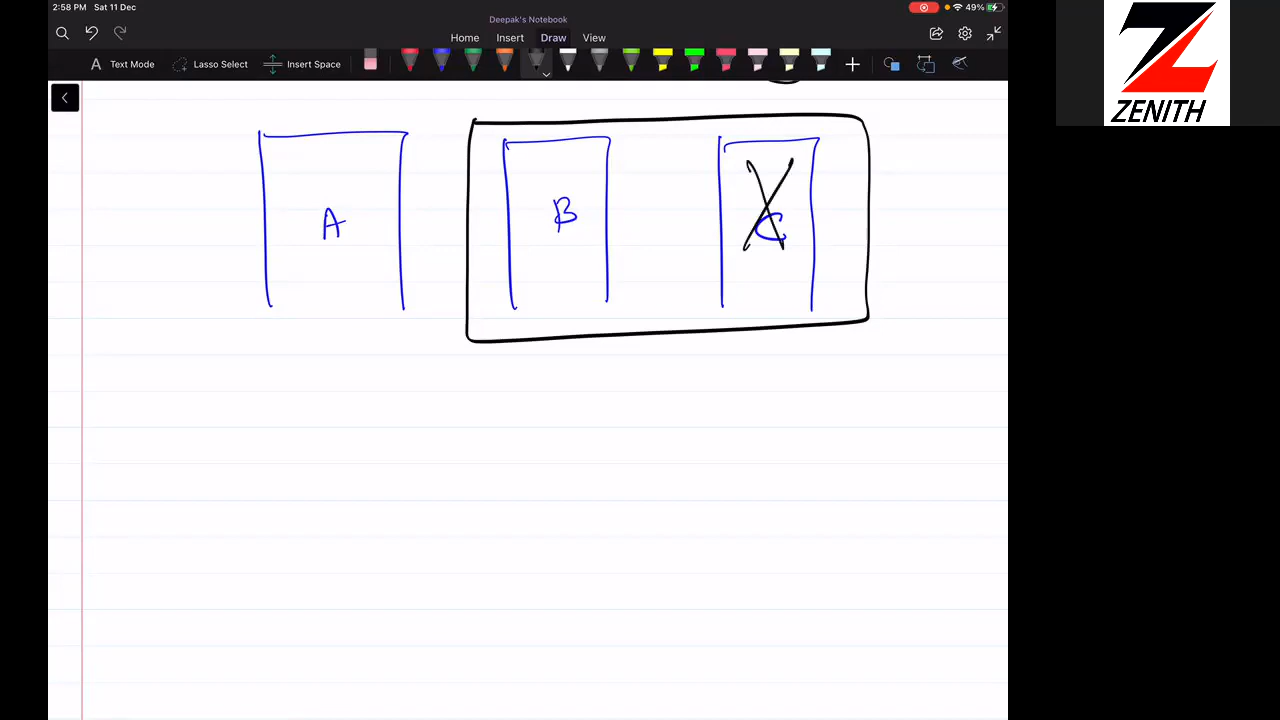 2:58 PM Sat 11 Dec
49%
Deepak's Notebook
Home Insert Draw View
Text Mode Lasso Select Insert Space
A B C
ZENITH